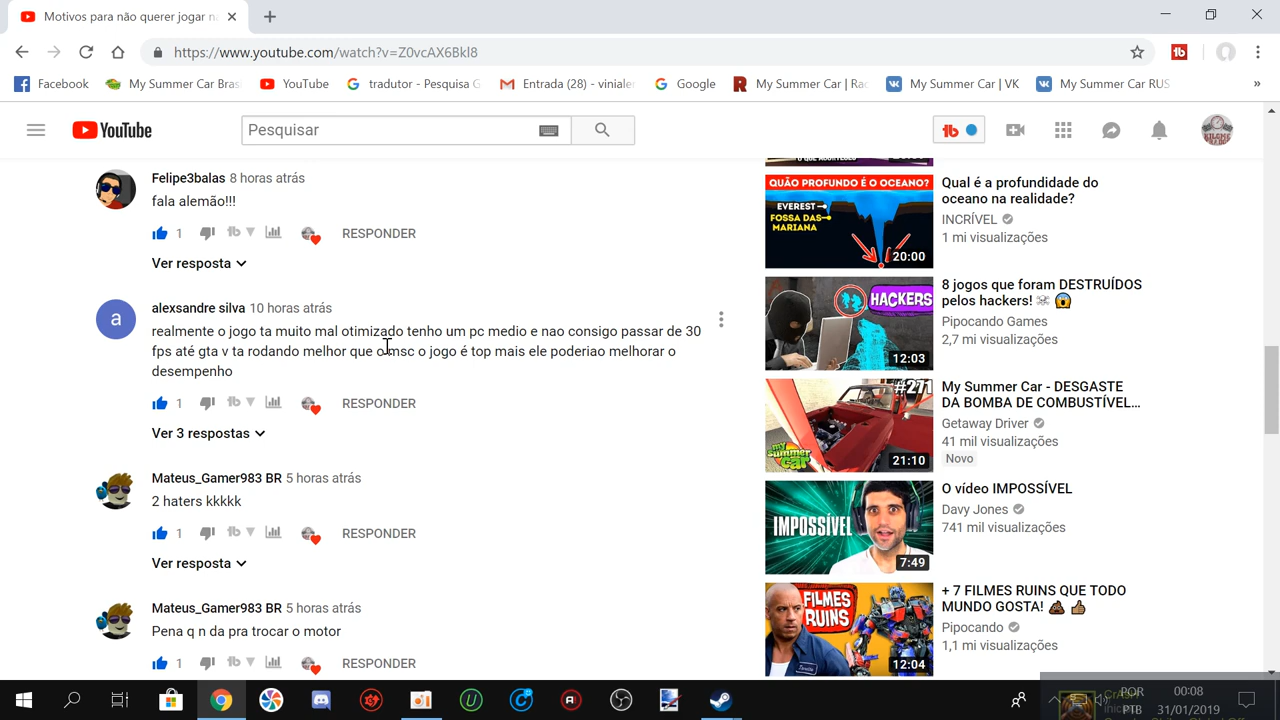 Motivos para não querer jogar n
https://www.youtube.com/watch?v=Z0vcAX6Bkl8
Facebook
My Summer Car Bras
YouTube
tradutor - Pesquisa G
Entrada (28) - vinialer
Google
My Summer Car | Rac
My Summer Car | VK
My Summer Car RUS
»
YouTube
Pesquisar
Felipe3balas 8 horas atrás
fala alemão!!!
1
RESPONDER
Ver resposta
a
alexsandre silva 10 horas atrás
realmente o jogo ta muito mal otimizado tenho um pc medio e nao consigo passar de 30
fps até gta v ta rodando melhor que o msc o jogo é top mais ele poderiao melhorar o
desempenho
1
RESPONDER
Ver 3 respostas
Mateus_Gamer983 BR 5 horas atrás
2 haters kkkkk
1
RESPONDER
Ver resposta
Mateus_Gamer983 BR 5 horas atrás
Pena q n da pra trocar o motor
1
RESPONDER
QUÃO PROFUNDO É O OCEANO?
EVEREST
FOSSA DAS
MARIANA
20:00
Qual é a profundidade do
oceano na realidade?
INCRÍVEL
1 mi visualizações
HACKERS
12:03
8 jogos que foram DESTRUÍDOS
pelos hackers! ☠ 😱
Pipocando Games
2,7 mi visualizações
#271
my
summer
car
21:10
My Summer Car - DESGASTE
DA BOMBA DE COMBUSTÍVEL...
Getaway Driver
41 mil visualizações
Novo
IMPOSSÍVEL
7:49
O vídeo IMPOSSÍVEL
Davy Jones
741 mil visualizações
FILMES
RUINS
12:04
+ 7 FILMES RUINS QUE TODO
MUNDO GOSTA! 💩 👍
Pipocando
1,1 mi visualizações
POR
PTB
00:08
31/01/2019